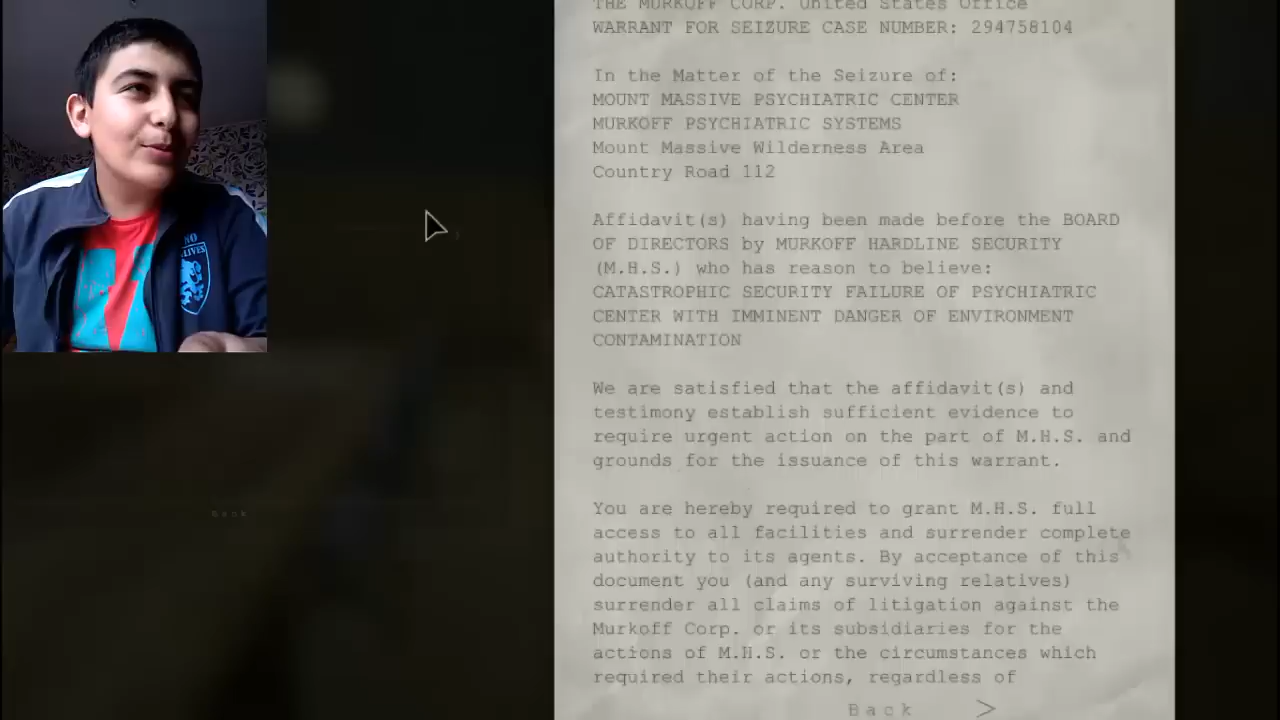 THE MURKOFF CORP. United States Office
WARRANT FOR SEIZURE CASE NUMBER: 294758104
In the Matter of the Seizure of:
MOUNT MASSIVE PSYCHIATRIC CENTER
MURKOFF PSYCHIATRIC SYSTEMS
Mount Massive Wilderness Area
Country Road 112
Affidavit(s) having been made before the BOARD
OF DIRECTORS by MURKOFF HARDLINE SECURITY
(M.H.S.) who has reason to believe:
CATASTROPHIC SECURITY FAILURE OF PSYCHIATRIC
CENTER WITH IMMINENT DANGER OF ENVIRONMENT
CONTAMINATION
We are satisfied that the affidavit(s) and
testimony establish sufficient evidence to
require urgent action on the part of M.H.S. and
grounds for the issuance of this warrant.
You are hereby required to grant M.H.S. full
access to all facilities and surrender complete
authority to its agents. By acceptance of this
document you (and any surviving relatives)
surrender all claims of litigation against the
Murkoff Corp. or its subsidiaries for the
actions of M.H.S. or the circumstances which
required their actions, regardless of
Back >
Back